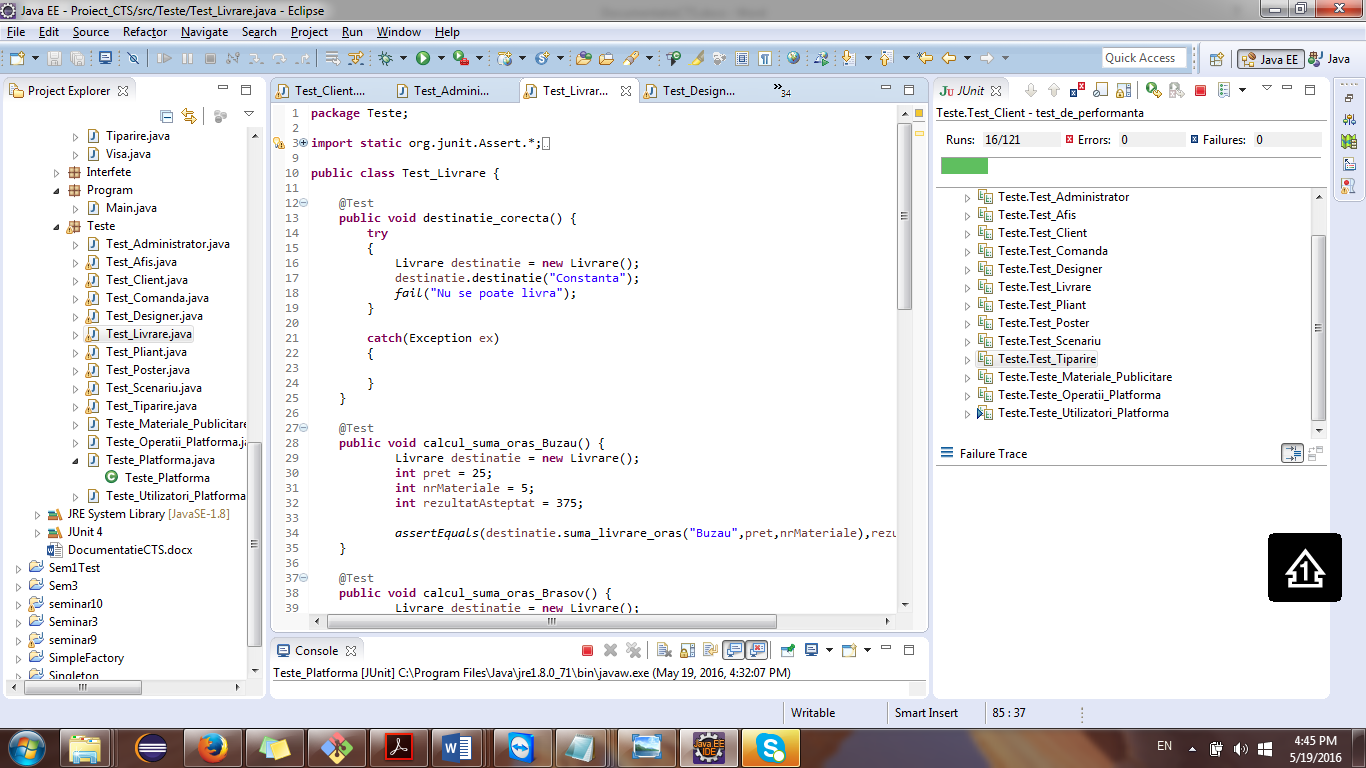 Java EE - Proiect_CTS/src/Teste/Test_Livrare.java - Eclipse
File Edit Source Refactor Navigate Search Project Run Window Help
Quick Access
Java EE
Java
Project Explorer
Tiparire.java
Visa.java
Interfete
Program
Main.java
Teste
Test_Administrator.java
Test_Afis.java
Test_Client.java
Test_Comanda.java
Test_Designer.java
Test_Livrare.java
Test_Pliant.java
Test_Poster.java
Test_Scenariu.java
Test_Tiparire.java
Teste_Materiale_Publicitare
Teste_Operatii_Platforma.ja
Teste_Platforma.java
Teste_Platforma
Teste_Utilizatori_Platforma
JRE System Library [JavaSE-1.8]
JUnit 4
DocumentatieCTS.docx
Sem1Test
Sem3
seminar10
Seminar3
seminar9
SimpleFactory
Singleton
Test_Client.... Test_Admini... Test_Livrar... Test_Design... »34
1 package Teste;
2
3 import static org.junit.Assert.*;
9
10 public class Test_Livrare {
11
12 @Test
13 public void destinatie_corecta() {
14 try
15 {
16 Livrare destinatie = new Livrare();
17 destinatie.destinatie("Constanta");
18 fail("Nu se poate livra");
19 }
20
21 catch(Exception ex)
22 {
23
24 }
25 }
26
27 @Test
28 public void calcul_suma_oras_Buzau() {
29 Livrare destinatie = new Livrare();
30 int pret = 25;
31 int nrMateriale = 5;
32 int rezultatAsteptat = 375;
33
34 assertEquals(destinatie.suma_livrare_oras("Buzau",pret,nrMateriale),rezu
35 }
36
37 @Test
38 public void calcul_suma_oras_Brasov() {
39 Livrare destinatie = new Livrare();
Console
Teste_Platforma [JUnit] C:\Program Files\Java\jre1.8.0_71\bin\javaw.exe (May 19, 2016, 4:32:07 PM)
JUnit
Teste.Test_Client - test_de_performanta
Runs: 16/121 Errors: 0 Failures: 0
Teste.Test_Administrator
Teste.Test_Afis
Teste.Test_Client
Teste.Test_Comanda
Teste.Test_Designer
Teste.Test_Livrare
Teste.Test_Pliant
Teste.Test_Poster
Teste.Test_Scenariu
Teste.Test_Tiparire
Teste.Teste_Materiale_Publicitare
Teste.Teste_Operatii_Platforma
Teste.Teste_Utilizatori_Platforma
Failure Trace
1
Writable Smart Insert 85 : 37
Java EE
IDE
EN
4:45 PM
5/19/2016